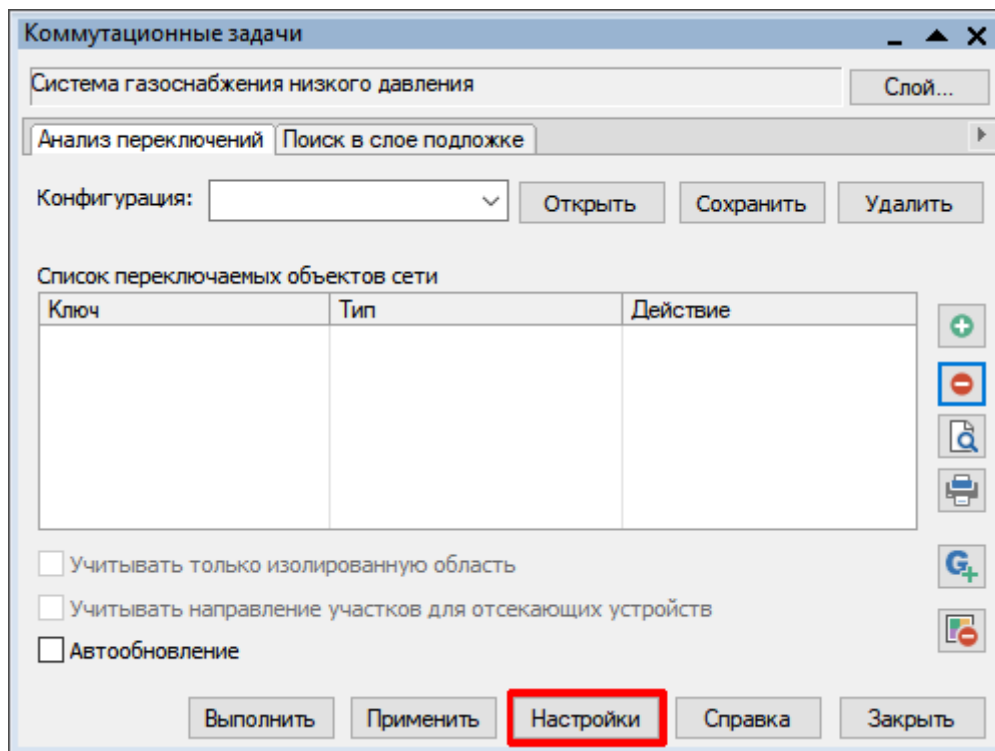 Коммутационные задачи
Система газоснабжения низкого давления Слой...
Анализ переключений Поиск в слое подложке
Конфигурация: Открыть Сохранить Удалить
Список переключаемых объектов сети
Ключ Тип Действие
Учитывать только изолированную область
Учитывать направление участков для отсекающих устройств
Автообновление
Выполнить Применить Настройки Справка Закрыть